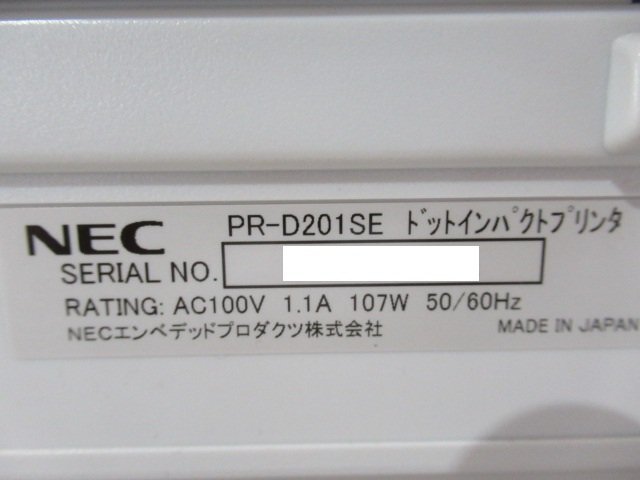 NEC PR-D201SE ﾄﾞｯﾄインﾊﾟｸﾄﾌﾟﾘﾝﾀ
SERIAL NO.
RATING: AC100V 1.1A 107W 50/60Hz
NECエンベデッドプロダクツ株式会社 MADE IN JAPAN